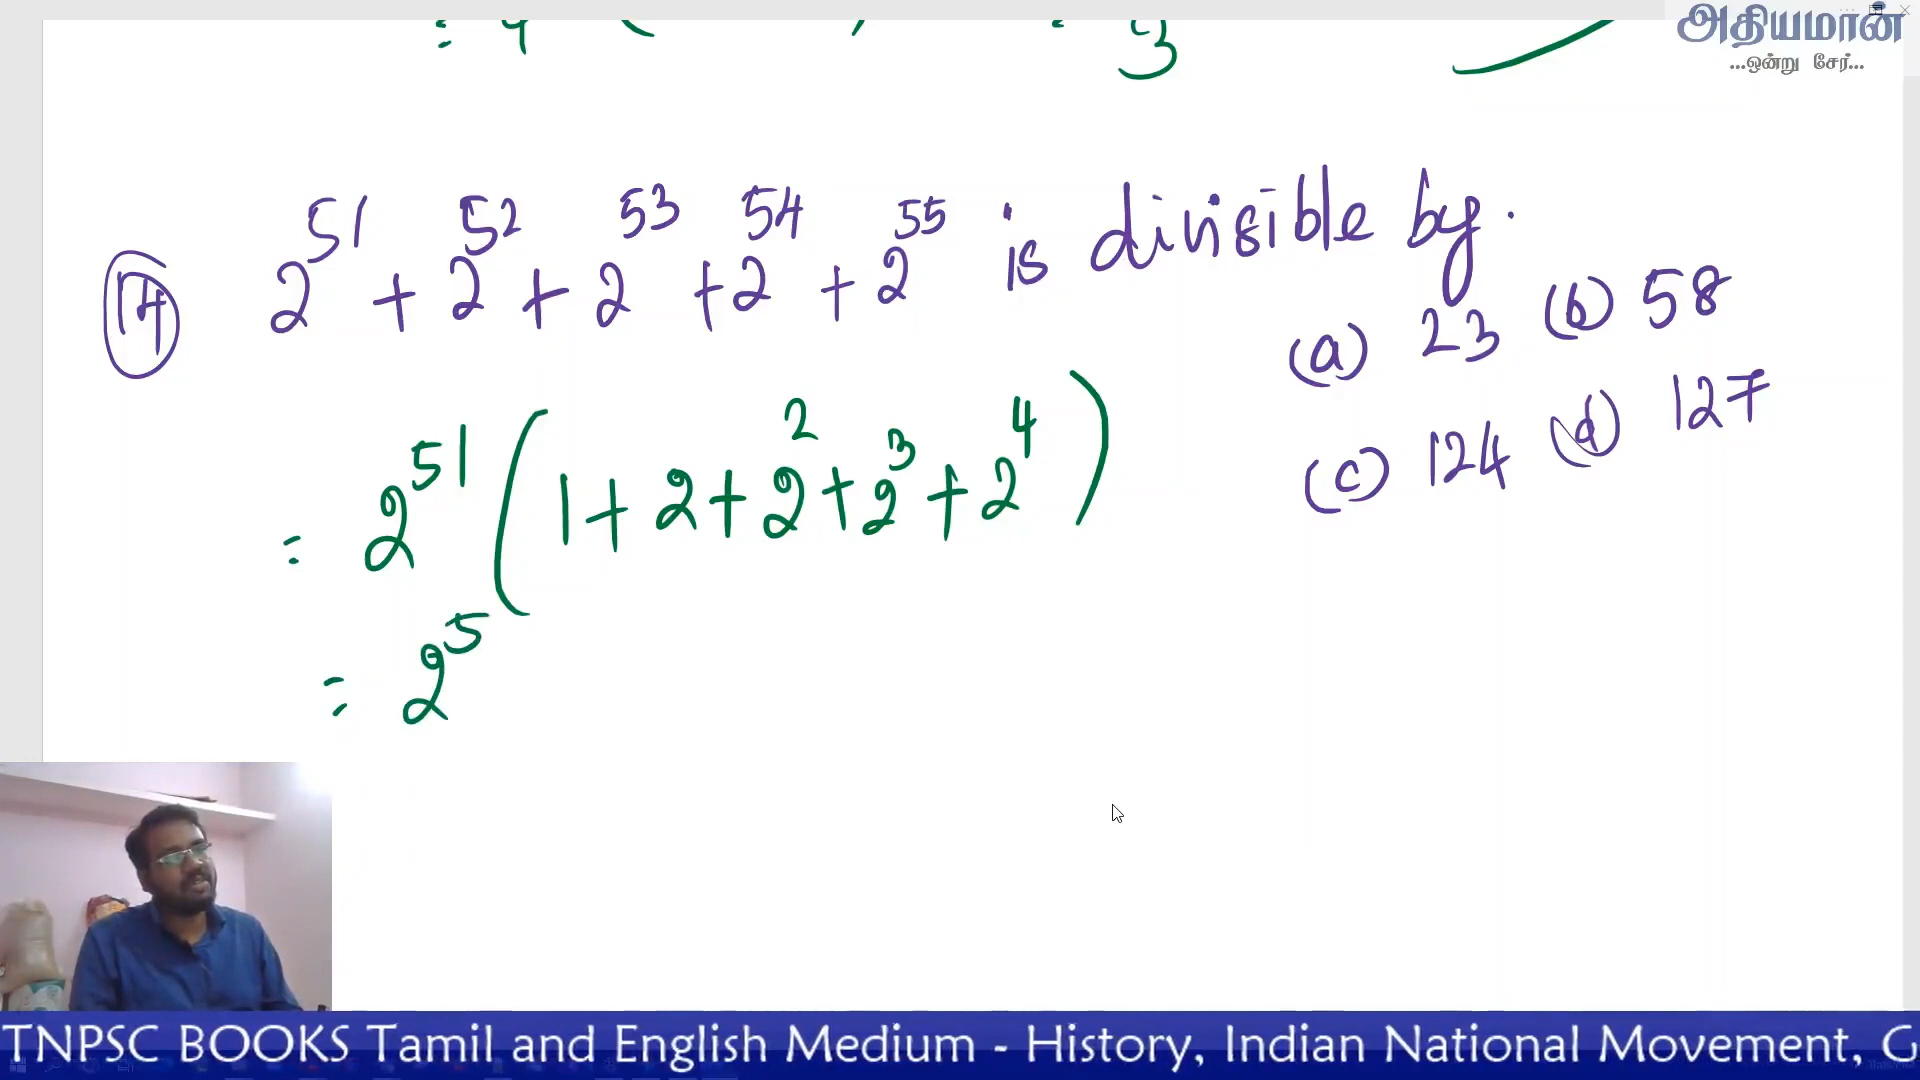 அதியமான்
...ஒன்று சேர்...
14 2^51 + 2^52 + 2^53 + 2^54 + 2^55 is divisible by.
(a) 23 (b) 58
(c) 124 (d) 127
= 2^51 (1 + 2 + 2^2 + 2^3 + 2^4)
= 2^5
TNPSC BOOKS Tamil and English Medium - History, Indian National Movement, G